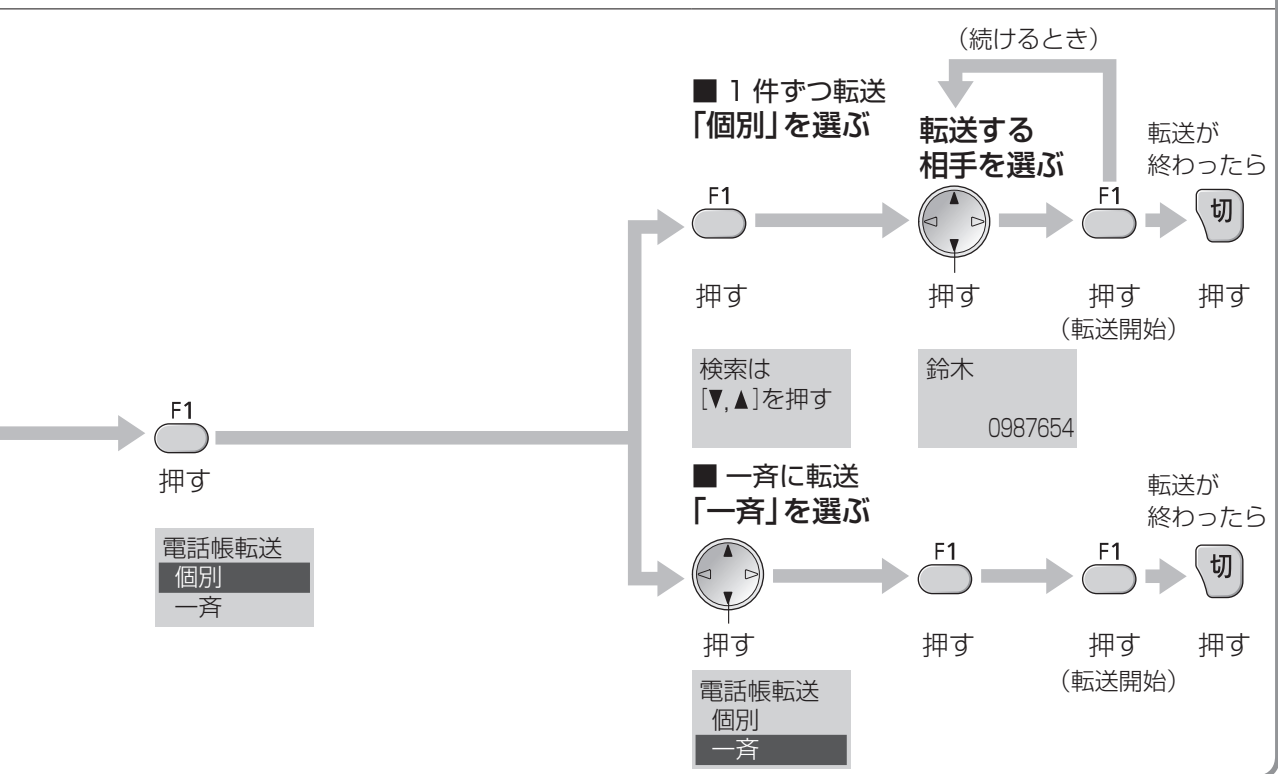 F1
押す
電話帳転送
個別
一斉
(続けるとき)
■ 1 件ずつ転送
「個別」を選ぶ
転送する
相手を選ぶ
転送が
終わったら
F1
F1
切
押す
押す
押す
押す
(転送開始)
検索は
[▼,▲]を押す
鈴木
0987654
■ 一斉に転送
「一斉」を選ぶ
転送が
終わったら
F1
F1
切
押す
押す
押す
押す
(転送開始)
電話帳転送
個別
一斉